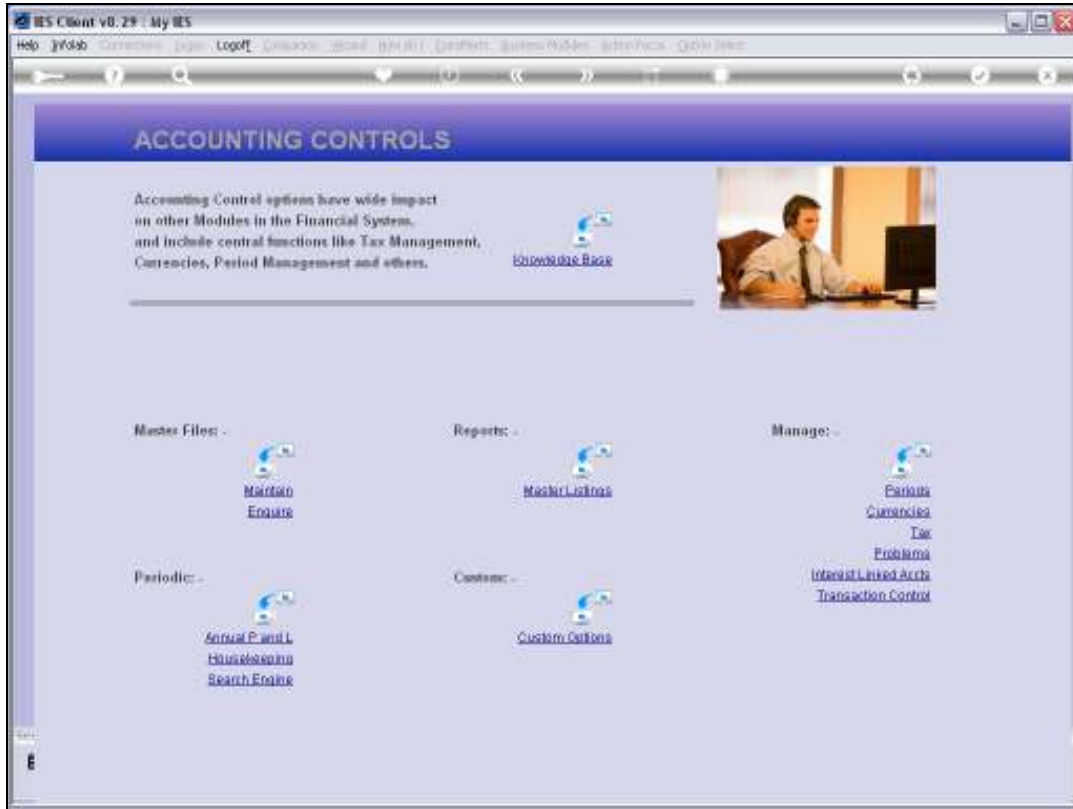 IES Client v8.29 : My IES
Help Infolab Logoff
ACCOUNTING CONTROLS
Accounting Control options have wide impact
on other Modules in the Financial System,
and include central functions like Tax Management,
Currencies, Period Management and others.
Knowledge Base
Master Files: -
Maintain
Enquire
Reports: -
Master Listings
Manage: -
Periods
Currencies
Tax
Problems
Interest Linked Accts
Transaction Control
Periodic: -
Annual P and L
Housekeeping
Search Engine
Custom: -
Custom Options